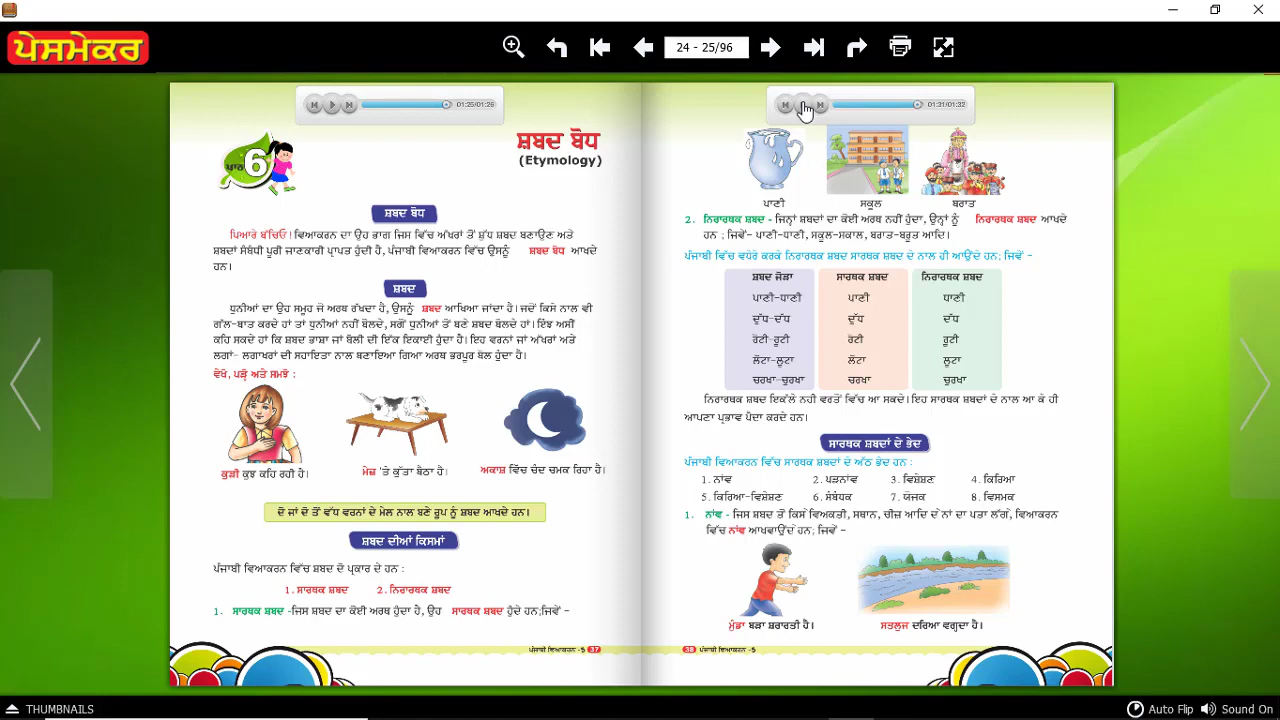 ਪੇਸਮੇਕਰ
24 - 25/96
01:25/01:26
ਪਾਠ 6
ਸ਼ਬਦ ਬੋਧ
(Etymology)
ਸ਼ਬਦ ਬੋਧ
ਪਿਆਰੇ ਬੱਚਿਓ! ਵਿਆਕਰਨ ਦਾ ਉਹ ਭਾਗ ਜਿਸ ਵਿੱਚ ਅੱਖਰਾਂ ਤੋਂ ਸ਼ੁੱਧ ਸ਼ਬਦ ਬਣਾਉਣ ਅਤੇ
ਸ਼ਬਦਾਂ ਸੰਬੰਧੀ ਪੂਰੀ ਜਾਣਕਾਰੀ ਪ੍ਰਾਪਤ ਹੁੰਦੀ ਹੈ, ਪੰਜਾਬੀ ਵਿਆਕਰਨ ਵਿੱਚ ਉਸਨੂੰ ਸ਼ਬਦ ਬੋਧ ਆਖਦੇ
ਹਨ।
ਸ਼ਬਦ
ਧੁਨੀਆਂ ਦਾ ਉਹ ਸਮੂਹ ਜੋ ਅਰਥ ਰੱਖਦਾ ਹੈ, ਉਸਨੂੰ ਸ਼ਬਦ ਆਖਿਆ ਜਾਂਦਾ ਹੈ। ਜਦੋਂ ਕਿਸੇ ਨਾਲ ਵੀ
ਗੱਲ-ਬਾਤ ਕਰਦੇ ਹਾਂ ਤਾਂ ਧੁਨੀਆਂ ਨਹੀਂ ਬੋਲਦੇ, ਸਗੋਂ ਧੁਨੀਆਂ ਤੋਂ ਬਣੇ ਸ਼ਬਦ ਬੋਲਦੇ ਹਾਂ। ਇੰਝ ਅਸੀਂ
ਕਹਿ ਸਕਦੇ ਹਾਂ ਕਿ ਸ਼ਬਦ ਭਾਸ਼ਾ ਜਾਂ ਬੋਲੀ ਦੀ ਇੱਕ ਇਕਾਈ ਹੁੰਦਾ ਹੈ। ਇਹ ਵਰਨਾਂ ਜਾਂ ਅੱਖਰਾਂ ਅਤੇ
ਲਗਾਂ- ਲਗਾਖਰਾਂ ਦੀ ਸਹਾਇਤਾ ਨਾਲ ਬਣਾਇਆ ਗਿਆ ਅਰਥ ਭਰਪੂਰ ਬੋਲ ਹੁੰਦਾ ਹੈ।
ਵੇਖੋ, ਪੜ੍ਹੋ ਅਤੇ ਸਮਝੋ :
ਕੁੜੀ ਕੁਝ ਕਹਿ ਰਹੀ ਹੈ।
ਮੇਜ਼ 'ਤੇ ਕੁੱਤਾ ਬੈਠਾ ਹੈ।
ਅਕਾਸ਼ ਵਿੱਚ ਚੰਦ ਚਮਕ ਰਿਹਾ ਹੈ।
ਦੋ ਜਾਂ ਦੋ ਤੋਂ ਵੱਧ ਵਰਨਾਂ ਦੇ ਮੇਲ ਨਾਲ ਬਣੇ ਰੂਪ ਨੂੰ ਸ਼ਬਦ ਆਖਦੇ ਹਨ।
ਸ਼ਬਦ ਦੀਆਂ ਕਿਸਮਾਂ
ਪੰਜਾਬੀ ਵਿਆਕਰਨ ਵਿੱਚ ਸ਼ਬਦ ਦੋ ਪ੍ਰਕਾਰ ਦੇ ਹਨ :
1. ਸਾਰਥਕ ਸ਼ਬਦ 2. ਨਿਰਾਰਥਕ ਸ਼ਬਦ
1. ਸਾਰਥਕ ਸ਼ਬਦ -ਜਿਸ ਸ਼ਬਦ ਦਾ ਕੋਈ ਅਰਥ ਹੁੰਦਾ ਹੈ, ਉਹ ਸਾਰਥਕ ਸ਼ਬਦ ਹੁੰਦੇ ਹਨ;ਜਿਵੇਂ -
ਪੰਜਾਬੀ ਵਿਆਕਰਨ -5 37
01:31/01:32
ਪਾਣੀ ਸਕੂਲ ਬਰਾਤ
2. ਨਿਰਾਰਥਕ ਸ਼ਬਦ - ਜਿਨ੍ਹਾਂ ਸ਼ਬਦਾਂ ਦਾ ਕੋਈ ਅਰਥ ਨਹੀਂ ਹੁੰਦਾ, ਉਨ੍ਹਾਂ ਨੂੰ ਨਿਰਾਰਥਕ ਸ਼ਬਦ ਆਖਦੇ
ਹਨ ; ਜਿਵੇਂ- ਪਾਣੀ-ਧਾਣੀ, ਸਕੂਲ-ਸਕਾਲ, ਬਰਾਤ-ਬਰੂਤ ਆਦਿ।
ਪੰਜਾਬੀ ਵਿੱਚ ਵਧੇਰੇ ਕਰਕੇ ਨਿਰਾਰਥਕ ਸ਼ਬਦ ਸਾਰਥਕ ਸ਼ਬਦ ਦੇ ਨਾਲ ਹੀ ਆਉਂਦੇ ਹਨ; ਜਿਵੇਂ -
ਸ਼ਬਦ ਜੋੜਾ ਸਾਰਥਕ ਸ਼ਬਦ ਨਿਰਾਰਥਕ ਸ਼ਬਦ
ਪਾਣੀ-ਧਾਣੀ ਪਾਣੀ ਧਾਣੀ
ਦੁੱਧ-ਦੱਧ ਦੁੱਧ ਦੱਧ
ਰੋਟੀ-ਰੂਟੀ ਰੋਟੀ ਰੂਟੀ
ਲੋਟਾ-ਲੂਟਾ ਲੋਟਾ ਲੁਟਾ
ਚਰਖਾ-ਚੁਰਖਾ ਚਰਖਾ ਚੁਰਖਾ
ਨਿਰਾਰਥਕ ਸ਼ਬਦ ਇਕੱਲੇ ਨਹੀ ਵਰਤੋਂ ਵਿੱਚ ਆ ਸਕਦੇ। ਇਹ ਸਾਰਥਕ ਸ਼ਬਦਾਂ ਦੇ ਨਾਲ ਆ ਕੇ ਹੀ
ਆਪਣਾ ਪ੍ਰਭਾਵ ਪੈਦਾ ਕਰਦੇ ਹਨ।
ਸਾਰਥਕ ਸ਼ਬਦਾਂ ਦੇ ਭੇਦ
ਪੰਜਾਬੀ ਵਿਆਕਰਨ ਵਿੱਚ ਸਾਰਥਕ ਸ਼ਬਦਾਂ ਦੇ ਅੱਠ ਭੇਦ ਹਨ :
1. ਨਾਂਵ 2. ਪੜਨਾਂਵ 3. ਵਿਸ਼ੇਸ਼ਣ 4. ਕਿਰਿਆ
5. ਕਿਰਿਆ-ਵਿਸ਼ੇਸ਼ਣ 6. ਸੰਬੰਧਕ 7. ਯੋਜਕ 8. ਵਿਸਮਕ
1. ਨਾਂਵ - ਜਿਸ ਸ਼ਬਦ ਤੋਂ ਕਿਸੇ ਵਿਅਕਤੀ, ਸਥਾਨ, ਚੀਜ਼ ਆਦਿ ਦੇ ਨਾਂ ਦਾ ਪਤਾ ਲੱਗੇ, ਵਿਆਕਰਨ
ਵਿੱਚ ਨਾਂਵ ਅਖਵਾਉਂਦੇ ਹਨ; ਜਿਵੇਂ -
ਮੁੰਡਾ ਬੜਾ ਸ਼ਰਾਰਤੀ ਹੈ।
ਸਤਲੁਜ ਦਰਿਆ ਵਗਦਾ ਹੈ।
38 ਪੰਜਾਬੀ ਵਿਆਕਰਨ -5
THUMBNAILS
Auto Flip
Sound On